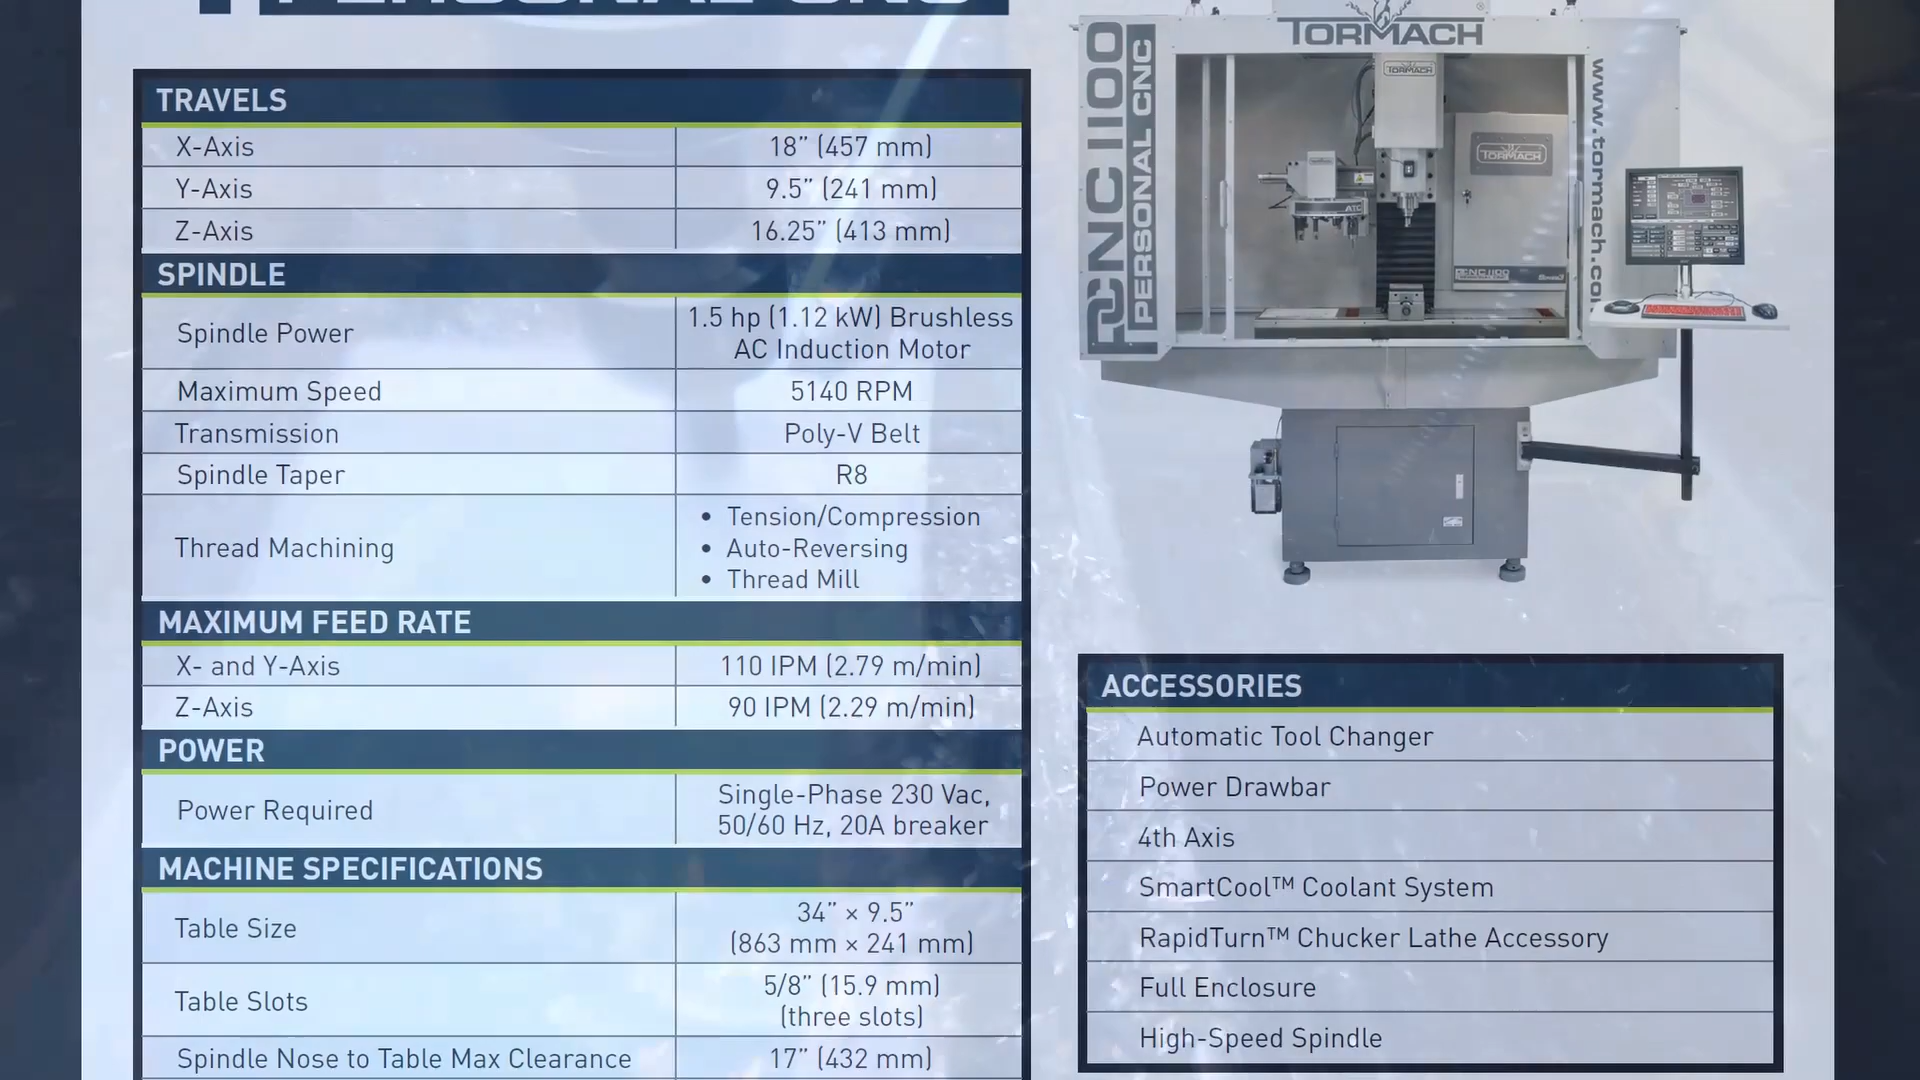 PERSONAL CNC
TRAVELS
X-Axis 18” (457 mm)
Y-Axis 9.5” (241 mm)
Z-Axis 16.25” (413 mm)
SPINDLE
Spindle Power 1.5 hp (1.12 kW) Brushless
AC Induction Motor
Maximum Speed 5140 RPM
Transmission Poly-V Belt
Spindle Taper R8
Thread Machining
• Tension/Compression
• Auto-Reversing
• Thread Mill
MAXIMUM FEED RATE
X- and Y-Axis 110 IPM (2.79 m/min)
Z-Axis 90 IPM (2.29 m/min)
POWER
Power Required Single-Phase 230 Vac,
50/60 Hz, 20A breaker
MACHINE SPECIFICATIONS
Table Size 34” × 9.5”
(863 mm × 241 mm)
Table Slots 5/8” (15.9 mm)
(three slots)
Spindle Nose to Table Max Clearance 17” (432 mm)
TORMACH
PCNC 1100
PERSONAL CNC
TORMACH
TORMACH
ATC
PCNC 1100
www.tormach.co
ACCESSORIES
Automatic Tool Changer
Power Drawbar
4th Axis
SmartCool™ Coolant System
RapidTurn™ Chucker Lathe Accessory
Full Enclosure
High-Speed Spindle